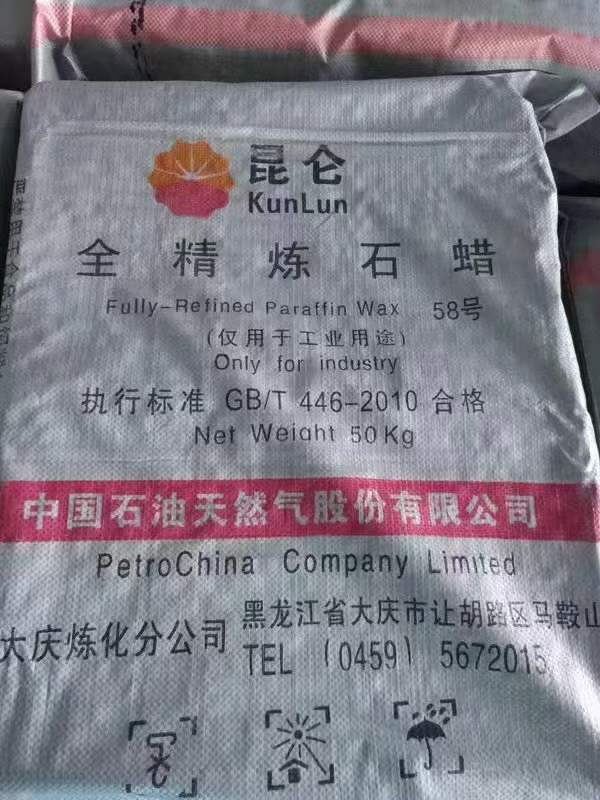 昆仑
KunLun
全精炼石蜡
Fully-Refined Paraffin Wax 58号
(仅用于工业用途)
Only for industry
执行标准 GB/T 446-2010 合格
Net Weight 50Kg
中国石油天然气股份有限公司
PetroChina Company Limited
大庆炼化分公司
黑龙江省大庆市让胡路区马鞍山
TEL (0459) 5672015